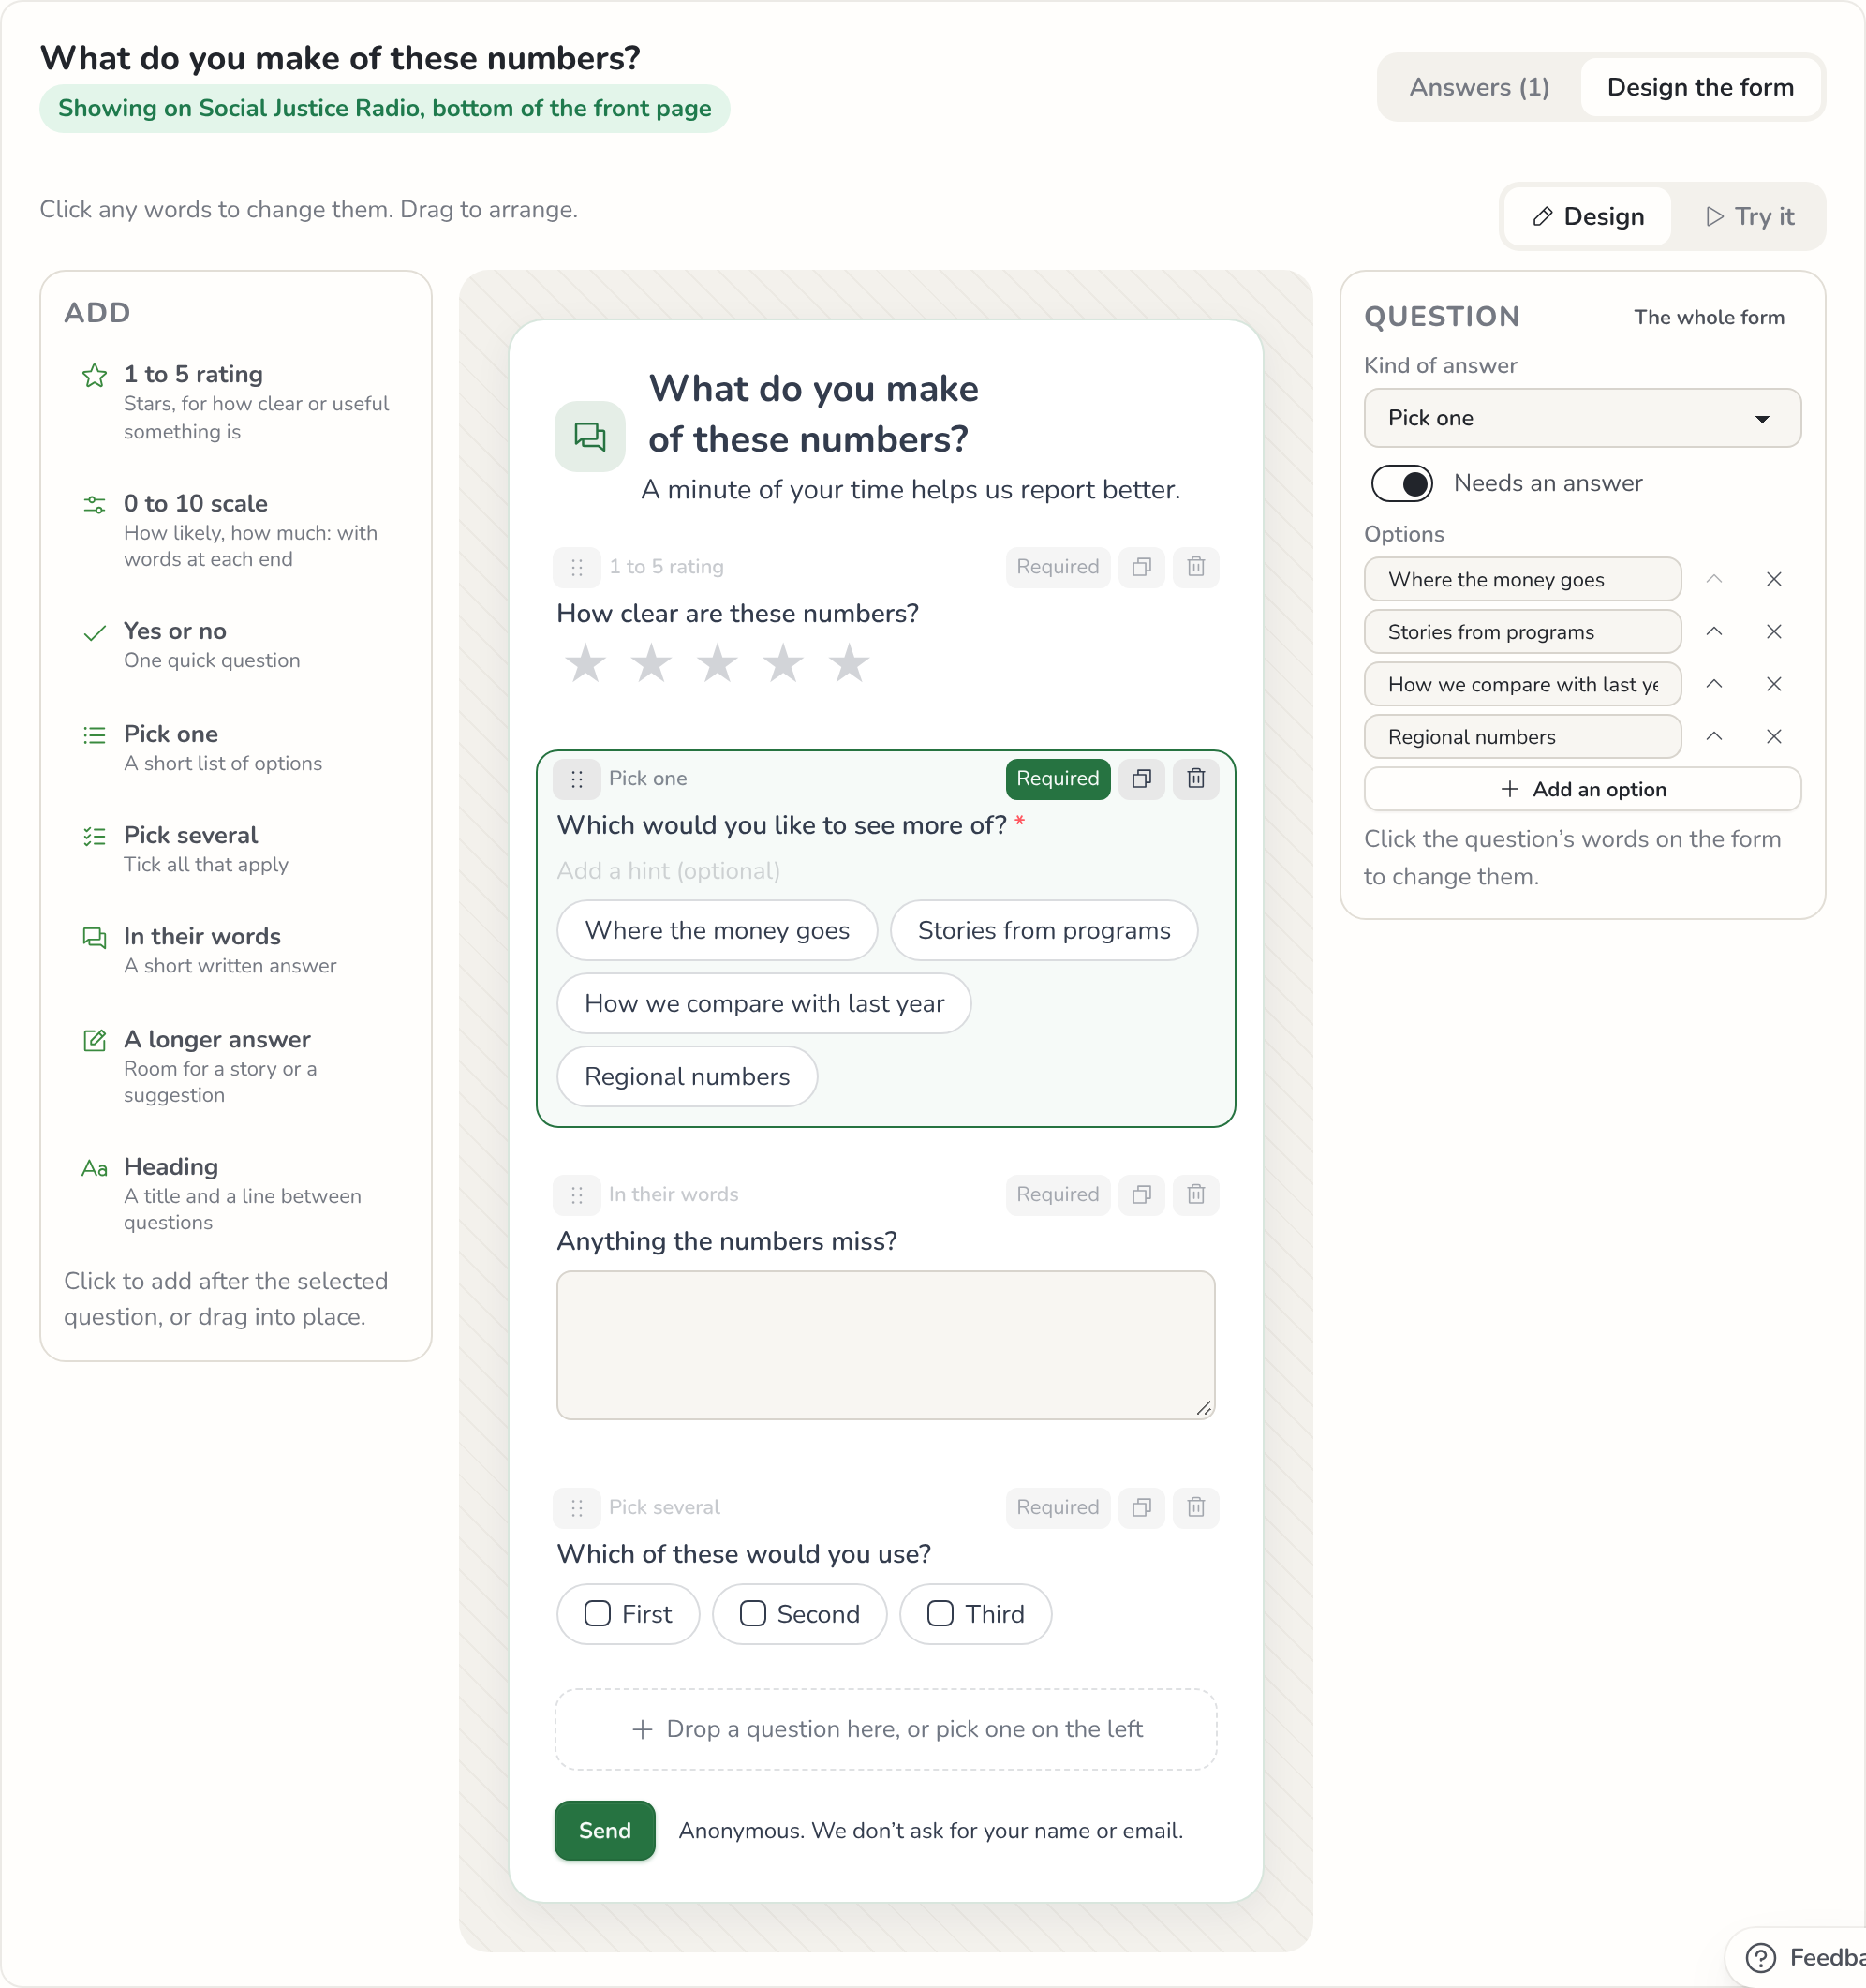 What do you make of these numbers?
Showing on Social Justice Radio, bottom of the front page
Answers (1)
Design the form
Click any words to change them. Drag to arrange.
Design
Try it
ADD
1 to 5 rating
Stars, for how clear or useful
something is
0 to 10 scale
How likely, how much: with
words at each end
Yes or no
One quick question
Pick one
A short list of options
Pick several
Tick all that apply
In their words
A short written answer
A longer answer
Room for a story or a
suggestion
Aa Heading
A title and a line between
questions
Click to add after the selected
question, or drag into place.
What do you make
of these numbers?
A minute of your time helps us report better.
1 to 5 rating
Required
How clear are these numbers?
Pick one
Required
Which would you like to see more of? *
Add a hint (optional)
Where the money goes
Stories from programs
How we compare with last year
Regional numbers
In their words
Required
Anything the numbers miss?
Pick several
Required
Which of these would you use?
First
Second
Third
Drop a question here, or pick one on the left
Send
Anonymous. We don’t ask for your name or email.
QUESTION
The whole form
Kind of answer
Pick one
Needs an answer
Options
Where the money goes
Stories from programs
How we compare with last ye
Regional numbers
Add an option
Click the question’s words on the form
to change them.
Feedba